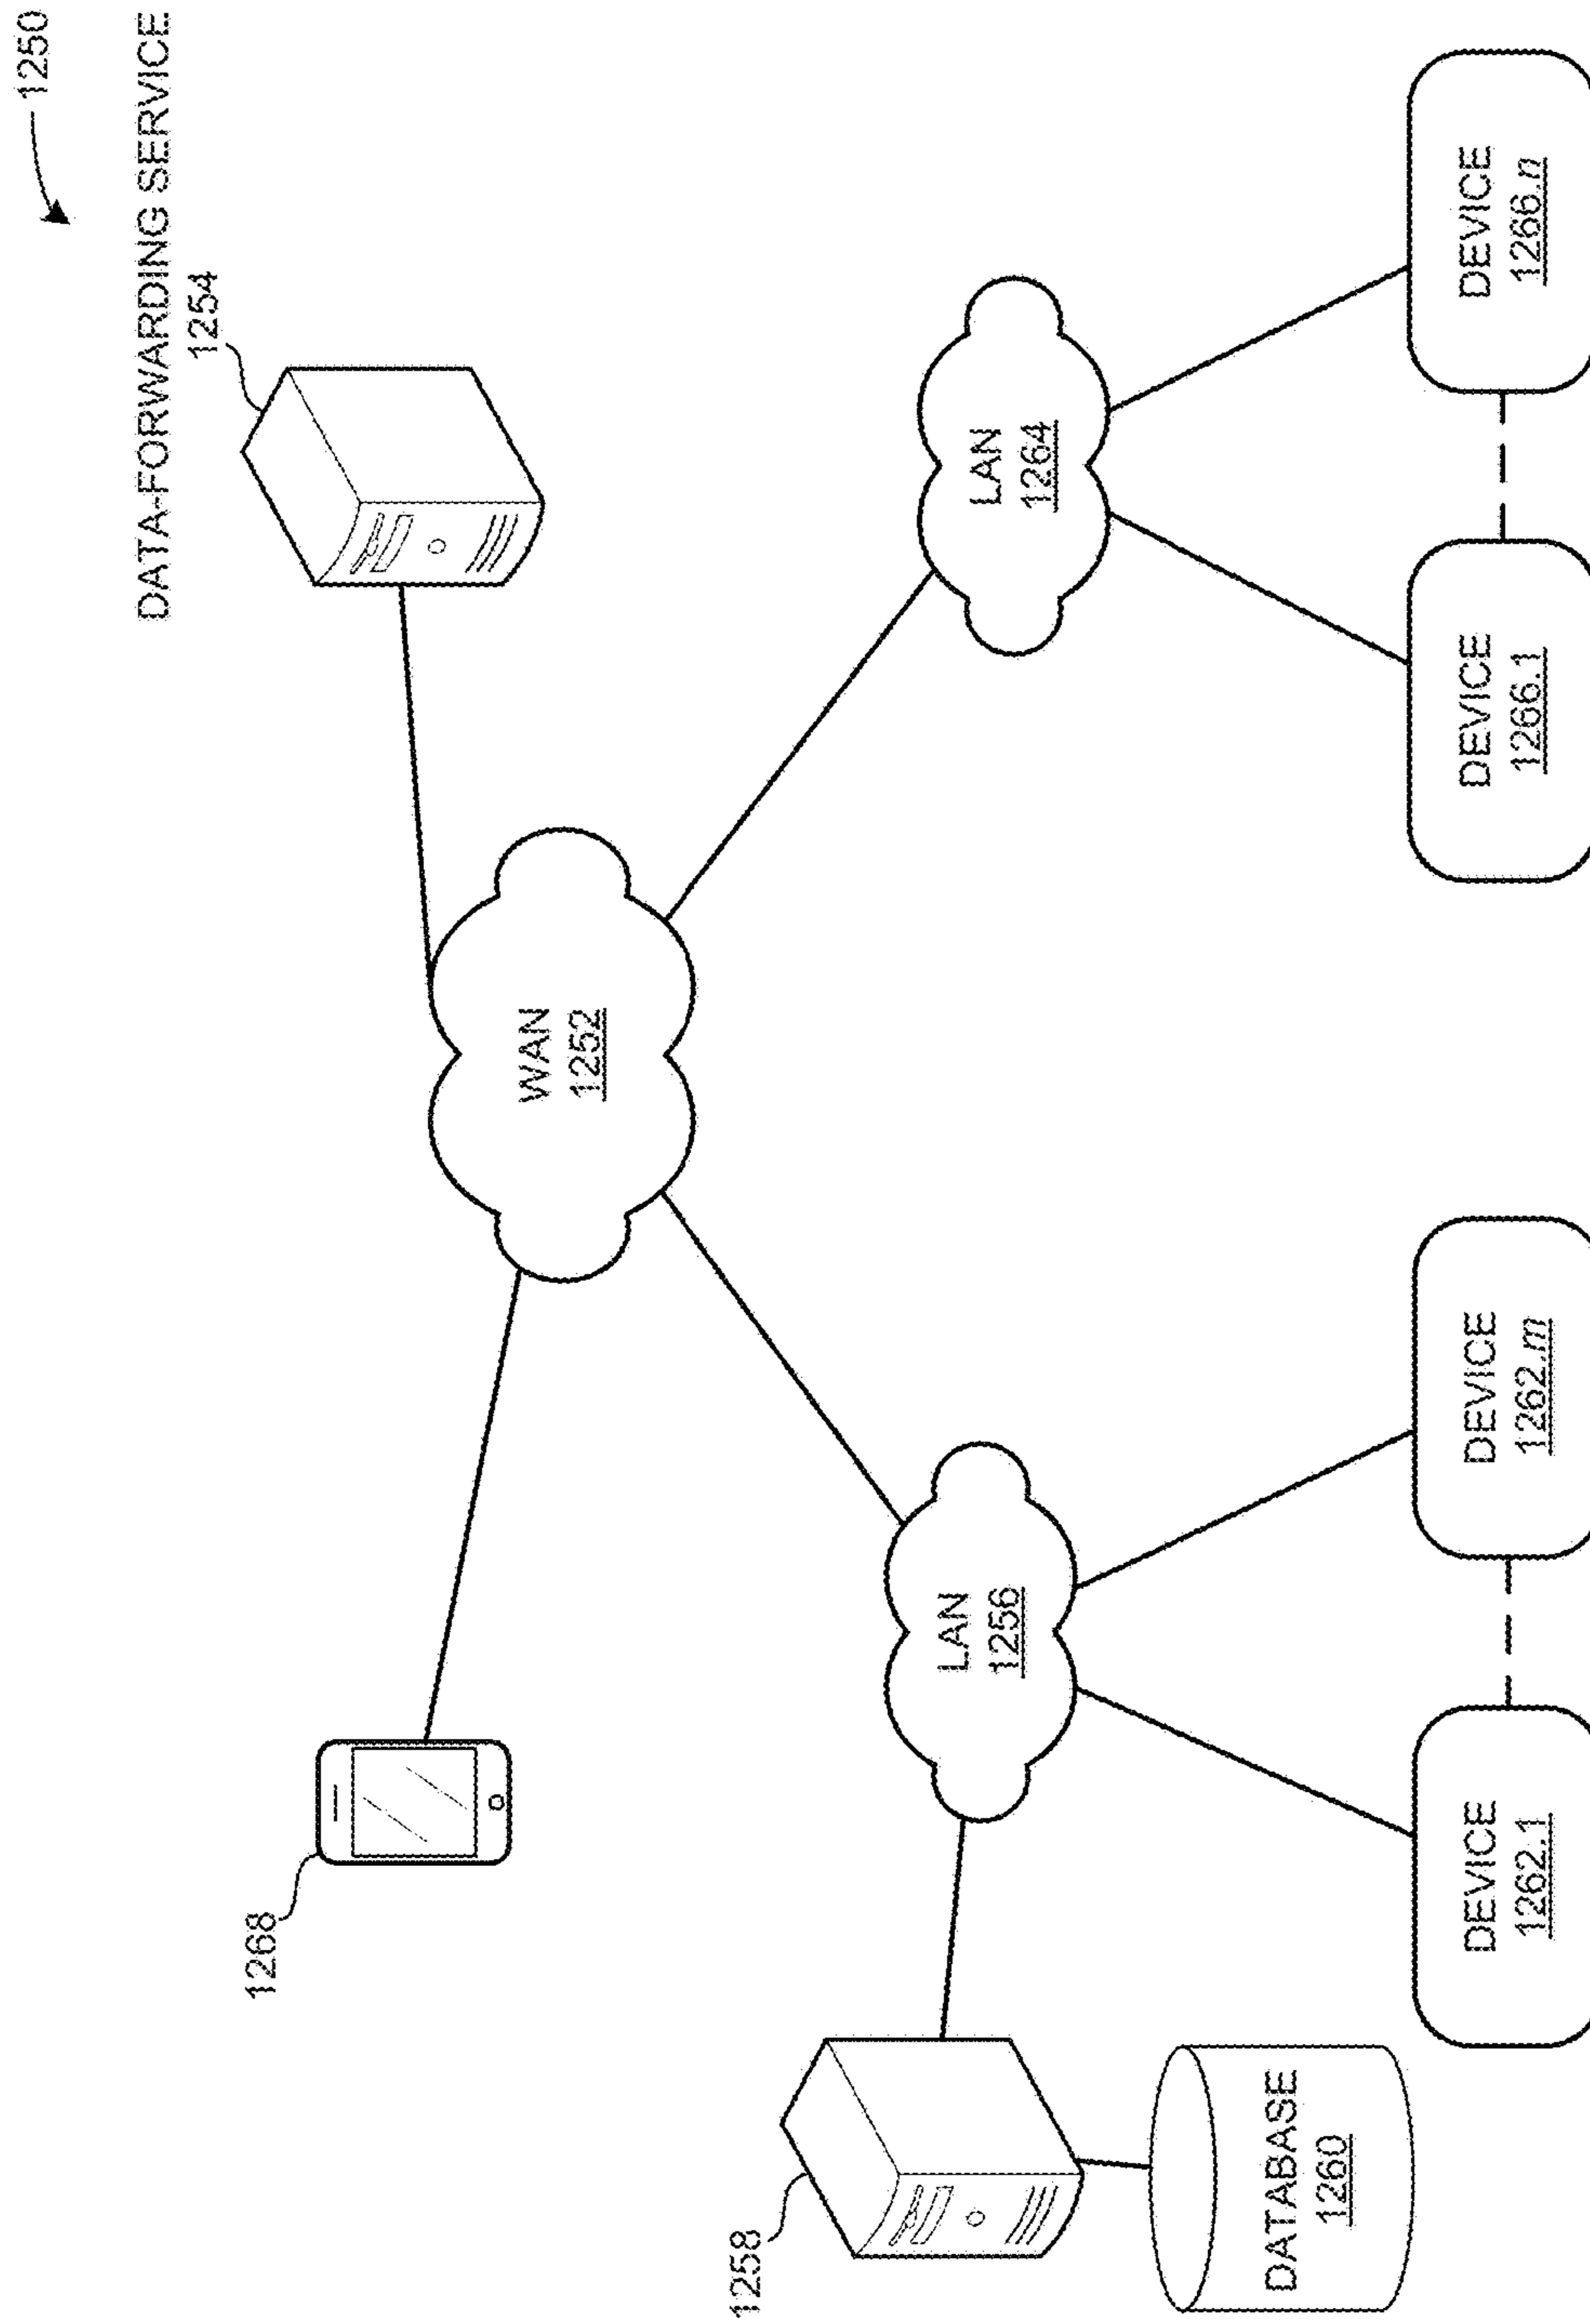 1250
DATA-FORWARDING SERVICE
1254
1268
WAN
1252
1258
LAN
1256
LAN
1264
DATABASE
1260
DEVICE
1262.1
DEVICE
1262.m
DEVICE
1266.1
DEVICE
1266.n